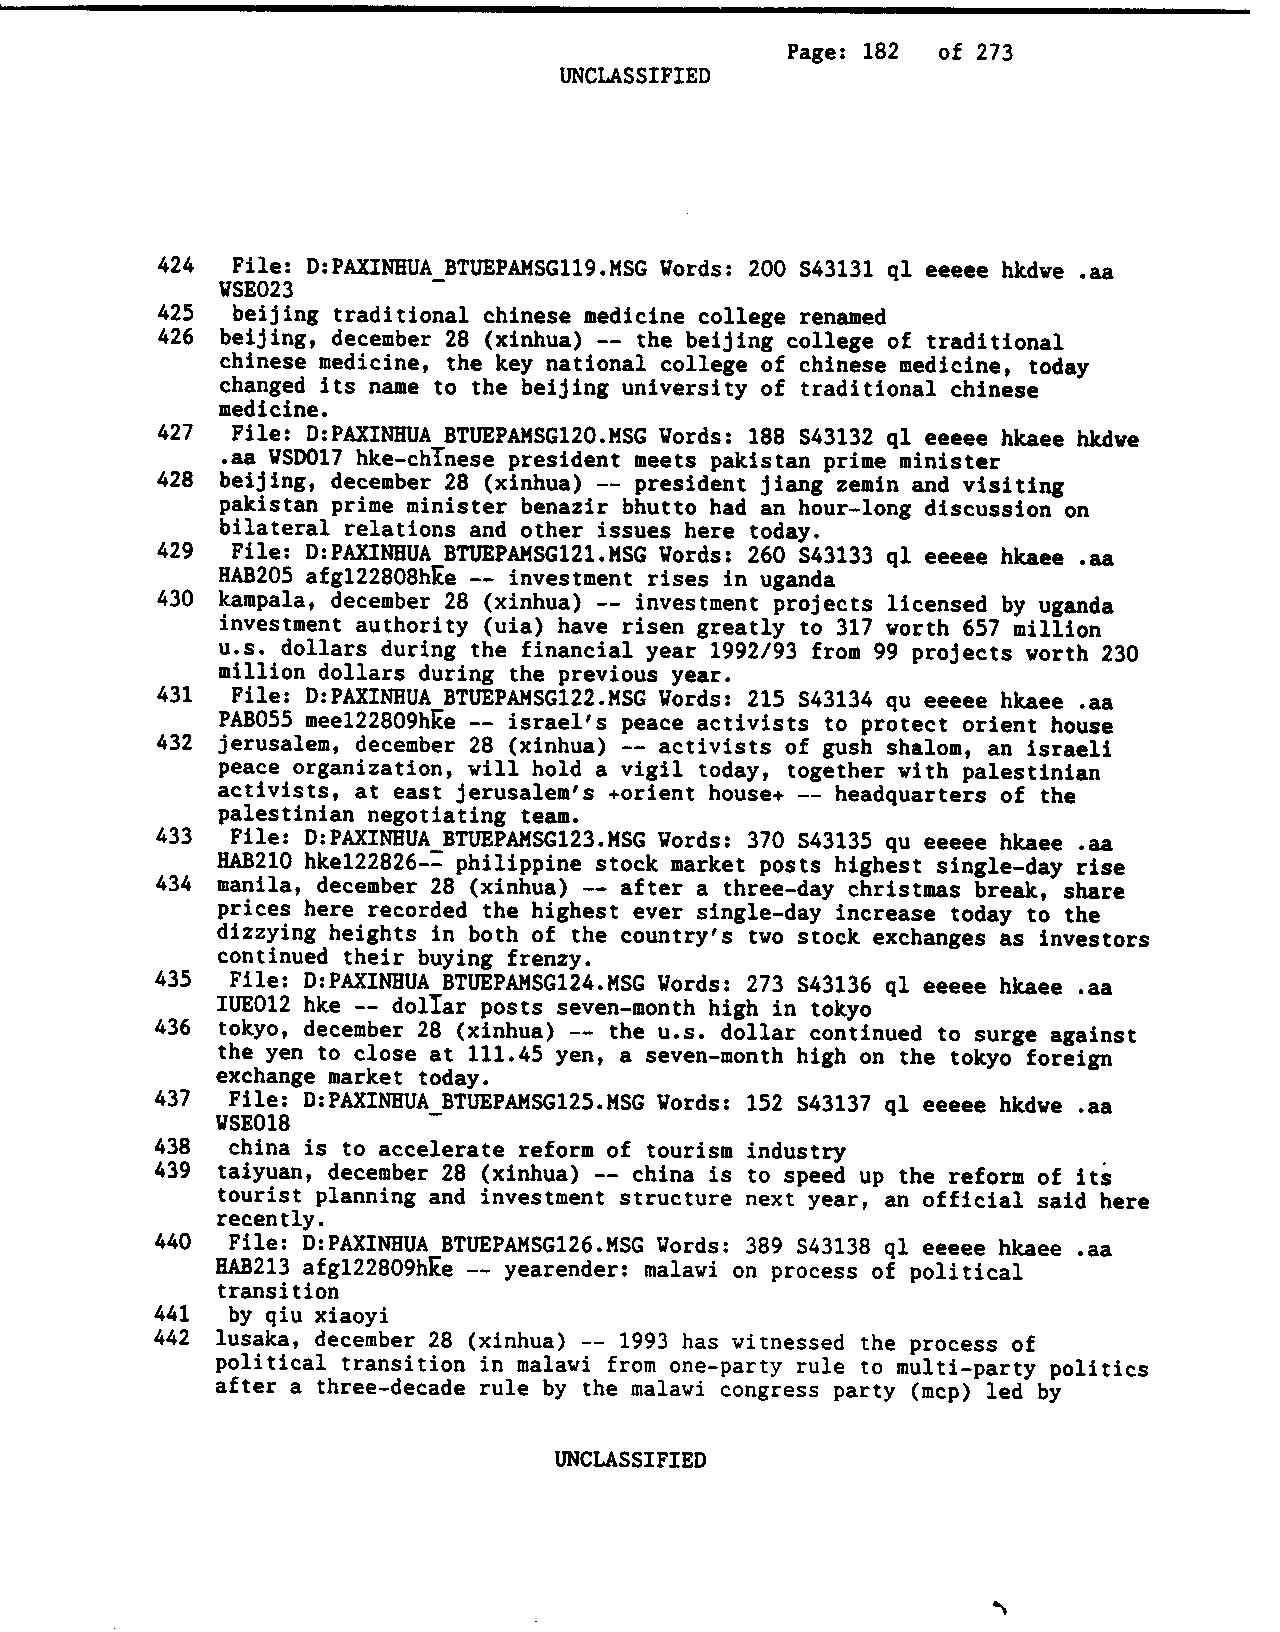 Page: 182 of 273
UNCLASSIFIED
424 File: D:PAXINHUA_BTUEPAMSG119.MSG Words: 200 S43131 ql eeeee hkdwe .aa
WSE023
425 beijing traditional chinese medicine college renamed
426 beijing, december 28 (xinhua) -- the beijing college of traditional
chinese medicine, the key national college of chinese medicine, today
changed its name to the beijing university of traditional chinese
medicine.
427 File: D:PAXINHUA_BTUEPAMSG120.MSG Words: 188 S43132 ql eeeee hkaee hkdwe
.aa WSD017 hke-chinese president meets pakistan prime minister
428 beijing, december 28 (xinhua) -- president jiang zemin and visiting
pakistan prime minister benazir bhutto had an hour-long discussion on
bilateral relations and other issues here today.
429 File: D:PAXINHUA_BTUEPAMSG121.MSG Words: 260 S43133 ql eeeee hkaee .aa
HAB205 afg122808hke -- investment rises in uganda
430 kampala, december 28 (xinhua) -- investment projects licensed by uganda
investment authority (uia) have risen greatly to 317 worth 657 million
u.s. dollars during the financial year 1992/93 from 99 projects worth 230
million dollars during the previous year.
431 File: D:PAXINHUA_BTUEPAMSG122.MSG Words: 215 S43134 qu eeeee hkaee .aa
PAB055 mee122809hke -- israel's peace activists to protect orient house
432 jerusalem, december 28 (xinhua) -- activists of gush shalom, an israeli
peace organization, will hold a vigil today, together with palestinian
activists, at east jerusalem's +orient house+ -- headquarters of the
palestinian negotiating team.
433 File: D:PAXINHUA_BTUEPAMSG123.MSG Words: 370 S43135 qu eeeee hkaee .aa
HAB210 hke122826-- philippine stock market posts highest single-day rise
434 manila, december 28 (xinhua) -- after a three-day christmas break, share
prices here recorded the highest ever single-day increase today to the
dizzying heights in both of the country's two stock exchanges as investors
continued their buying frenzy.
435 File: D:PAXINHUA_BTUEPAMSG124.MSG Words: 273 S43136 ql eeeee hkaee .aa
IUE012 hke -- dollar posts seven-month high in tokyo
436 tokyo, december 28 (xinhua) -- the u.s. dollar continued to surge against
the yen to close at 111.45 yen, a seven-month high on the tokyo foreign
exchange market today.
437 File: D:PAXINHUA_BTUEPAMSG125.MSG Words: 152 S43137 ql eeeee hkdwe .aa
WSE018
438 china is to accelerate reform of tourism industry
439 taiyuan, december 28 (xinhua) -- china is to speed up the reform of its
tourist planning and investment structure next year, an official said here
recently.
440 File: D:PAXINHUA_BTUEPAMSG126.MSG Words: 389 S43138 ql eeeee hkaee .aa
HAB213 afg122809hke -- yearender: malawi on process of political
transition
441 by qiu xiaoyi
442 lusaka, december 28 (xinhua) -- 1993 has witnessed the process of
political transition in malawi from one-party rule to multi-party politics
after a three-decade rule by the malawi congress party (mcp) led by
UNCLASSIFIED